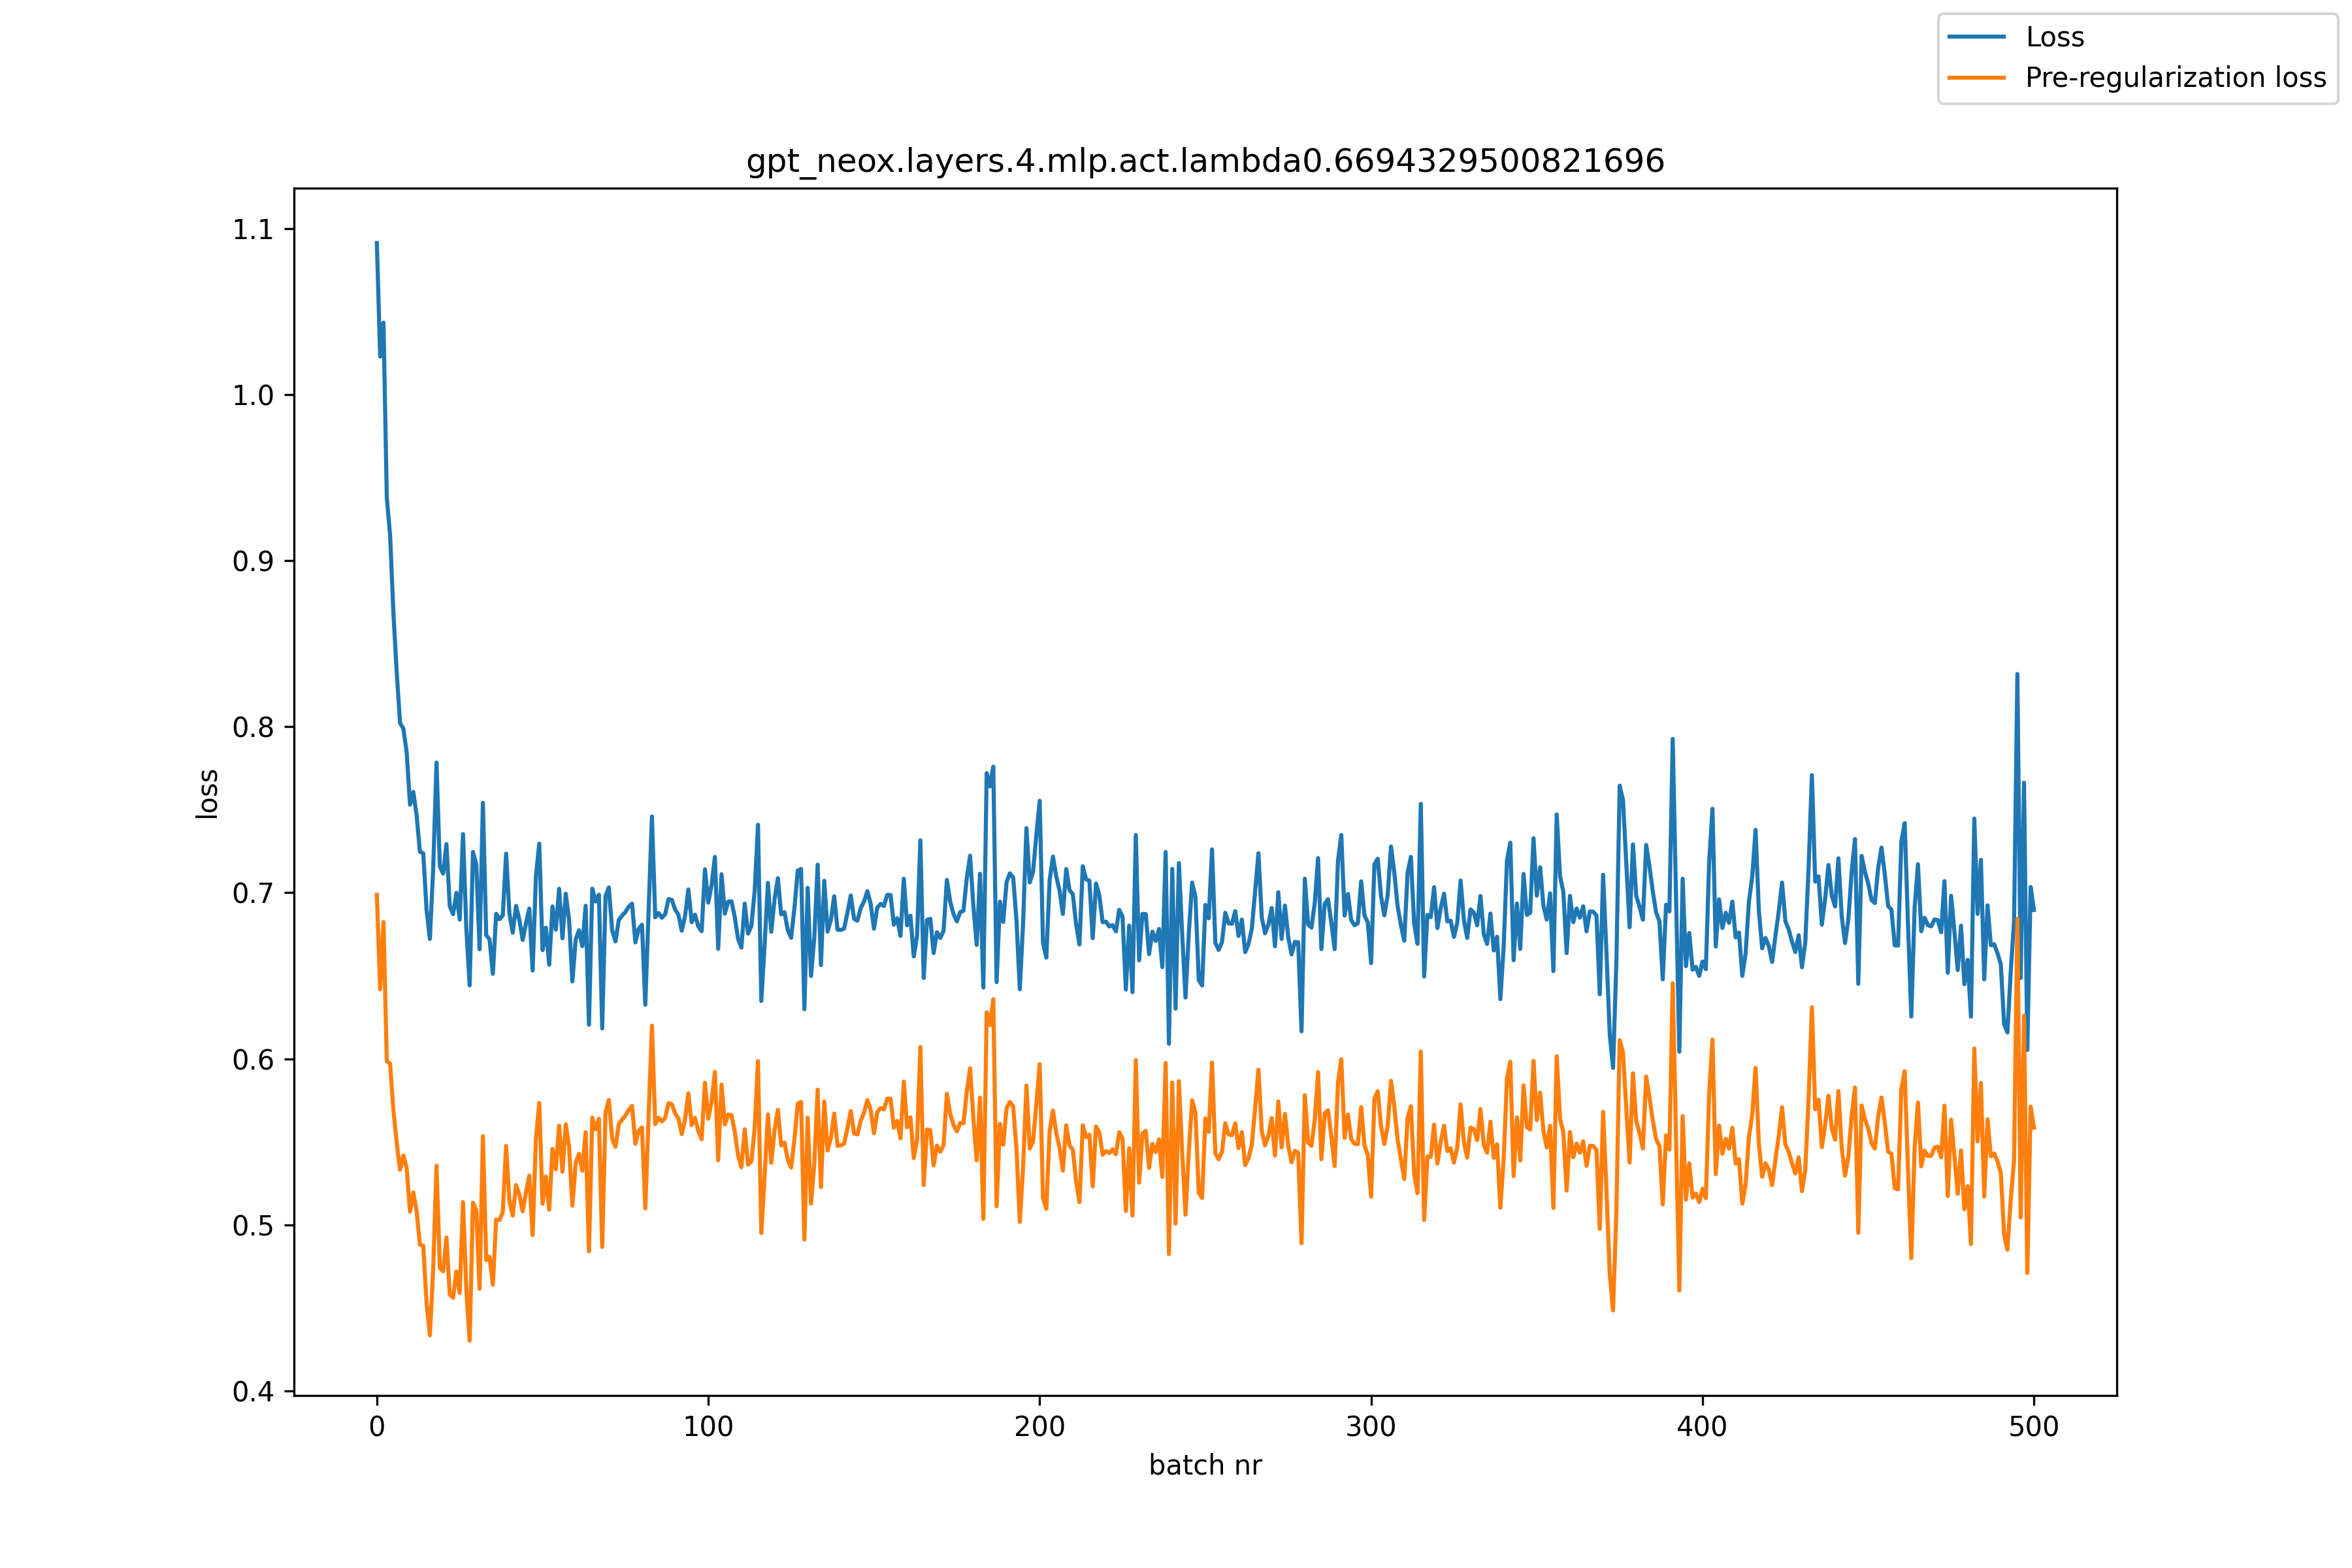 Loss
Pre-regularization loss
gpt_neox.layers.4.mlp.act.lambda0.6694329500821696
1.1
1.0
0.9
0.8
0.7
0.6
0.5
0.4
loss
0 100 200 300 400 500
batch nr